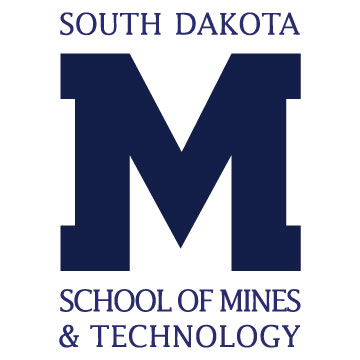 SOUTH DAKOTA
M
SCHOOL OF MINES
& TECHNOLOGY